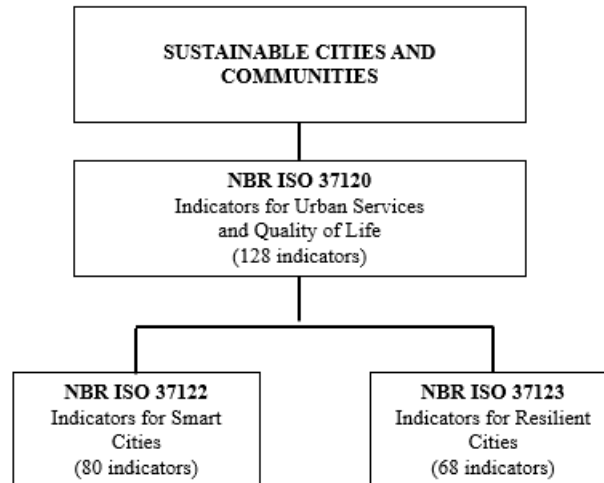 SUSTAINABLE CITIES AND
COMMUNITIES
NBR ISO 37120
Indicators for Urban Services
and Quality of Life
(128 indicators)
NBR ISO 37122
Indicators for Smart
Cities
(80 indicators)
NBR ISO 37123
Indicators for Resilient
Cities
(68 indicators)